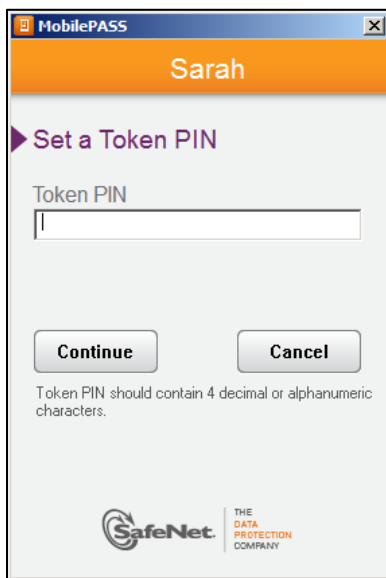 MobilePASS
Sarah
Set a Token PIN
Token PIN
Continue
Cancel
Token PIN should contain 4 decimal or alphanumeric
characters.
SafeNet.
THE
DATA
PROTECTION
COMPANY